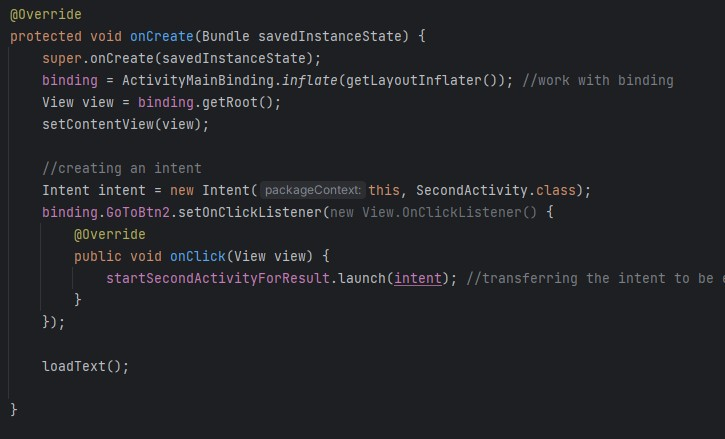 @Override
protected void onCreate(Bundle savedInstanceState) {
super.onCreate(savedInstanceState);
binding = ActivityMainBinding.inflate(getLayoutInflater()); //work with binding
View view = binding.getRoot();
setContentView(view);
//creating an intent
Intent intent = new Intent( packageContext: this, SecondActivity.class);
binding.GoToBtn2.setOnClickListener(new View.OnClickListener() {
@Override
public void onClick(View view) {
startSecondActivityForResult.launch(intent); //transferring the intent to be
}
});
loadText();
}